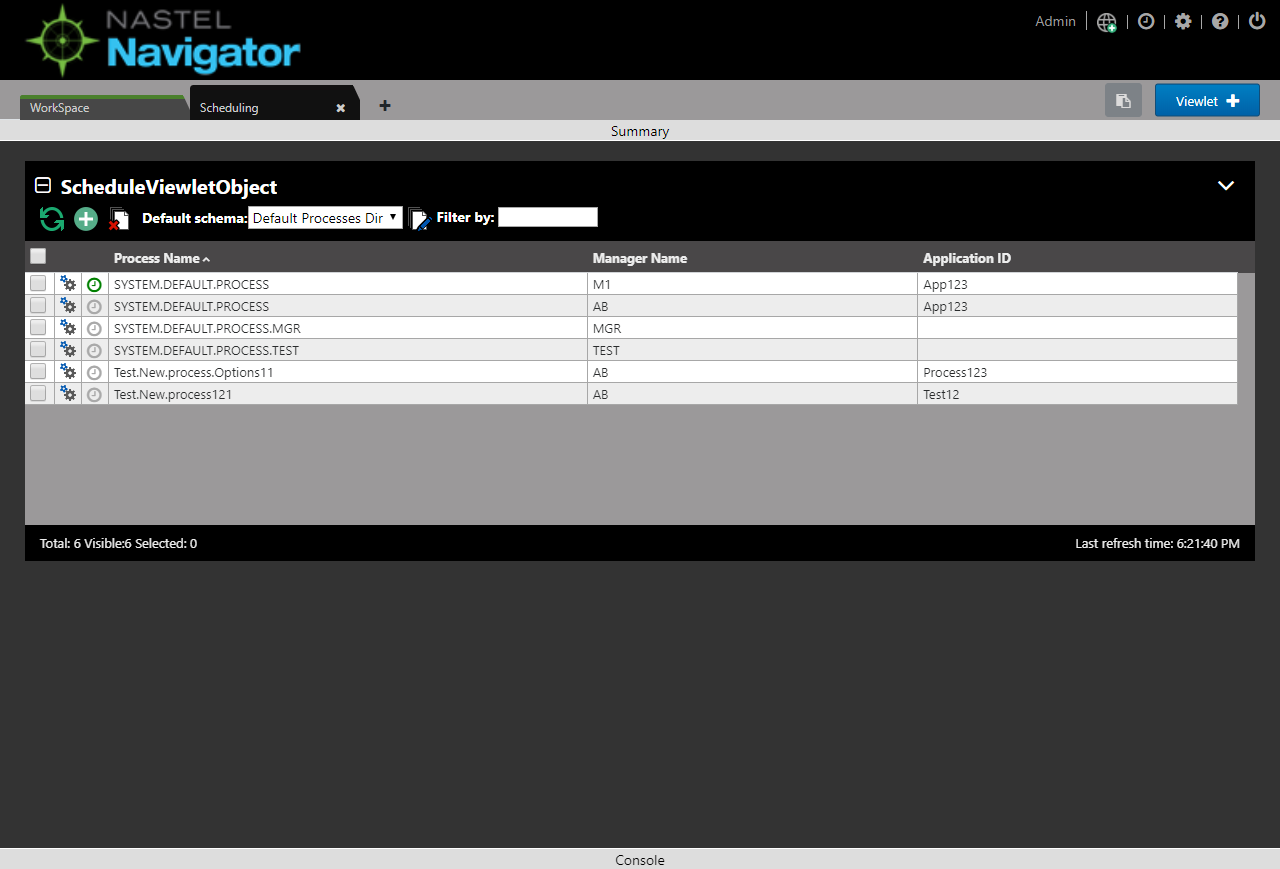 NASTEL
Navigator
Admin
WorkSpace
Scheduling
Viewlet
Summary
ScheduleViewletObject
Default schema: Default Processes Dir Filter by:
Process Name Manager Name Application ID
SYSTEM.DEFAULT.PROCESS M1 App123
SYSTEM.DEFAULT.PROCESS AB App123
SYSTEM.DEFAULT.PROCESS.MGR MGR
SYSTEM.DEFAULT.PROCESS.TEST TEST
Test.New.process.Options11 AB Process123
Test.New.process121 AB Test12
Total: 6 Visible:6 Selected: 0 Last refresh time: 6:21:40 PM
Console